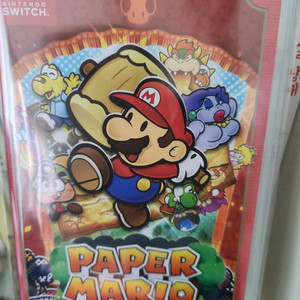 NINTENDO
SWITCH.
PAPER
MARIO